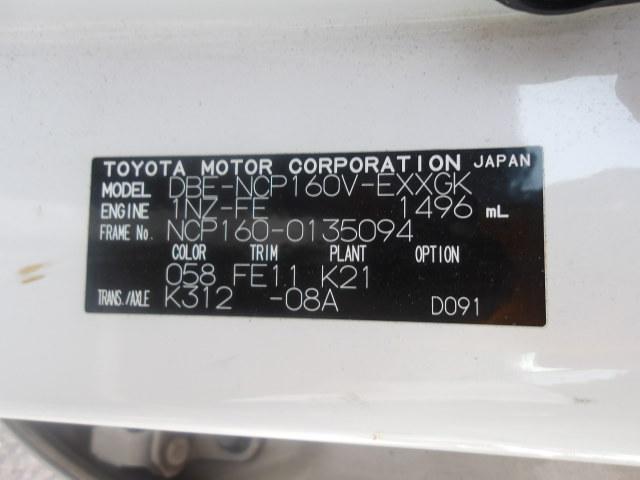 TOYOTA MOTOR CORPORATION JAPAN
MODEL DBE-NCP160V-EXXGK
ENGINE 1NZ-FE 1496 mL
FRAME No. NCP160-0135094
COLOR TRIM PLANT OPTION
058 FE11 K21
TRANS./AXLE K312 -08A D091